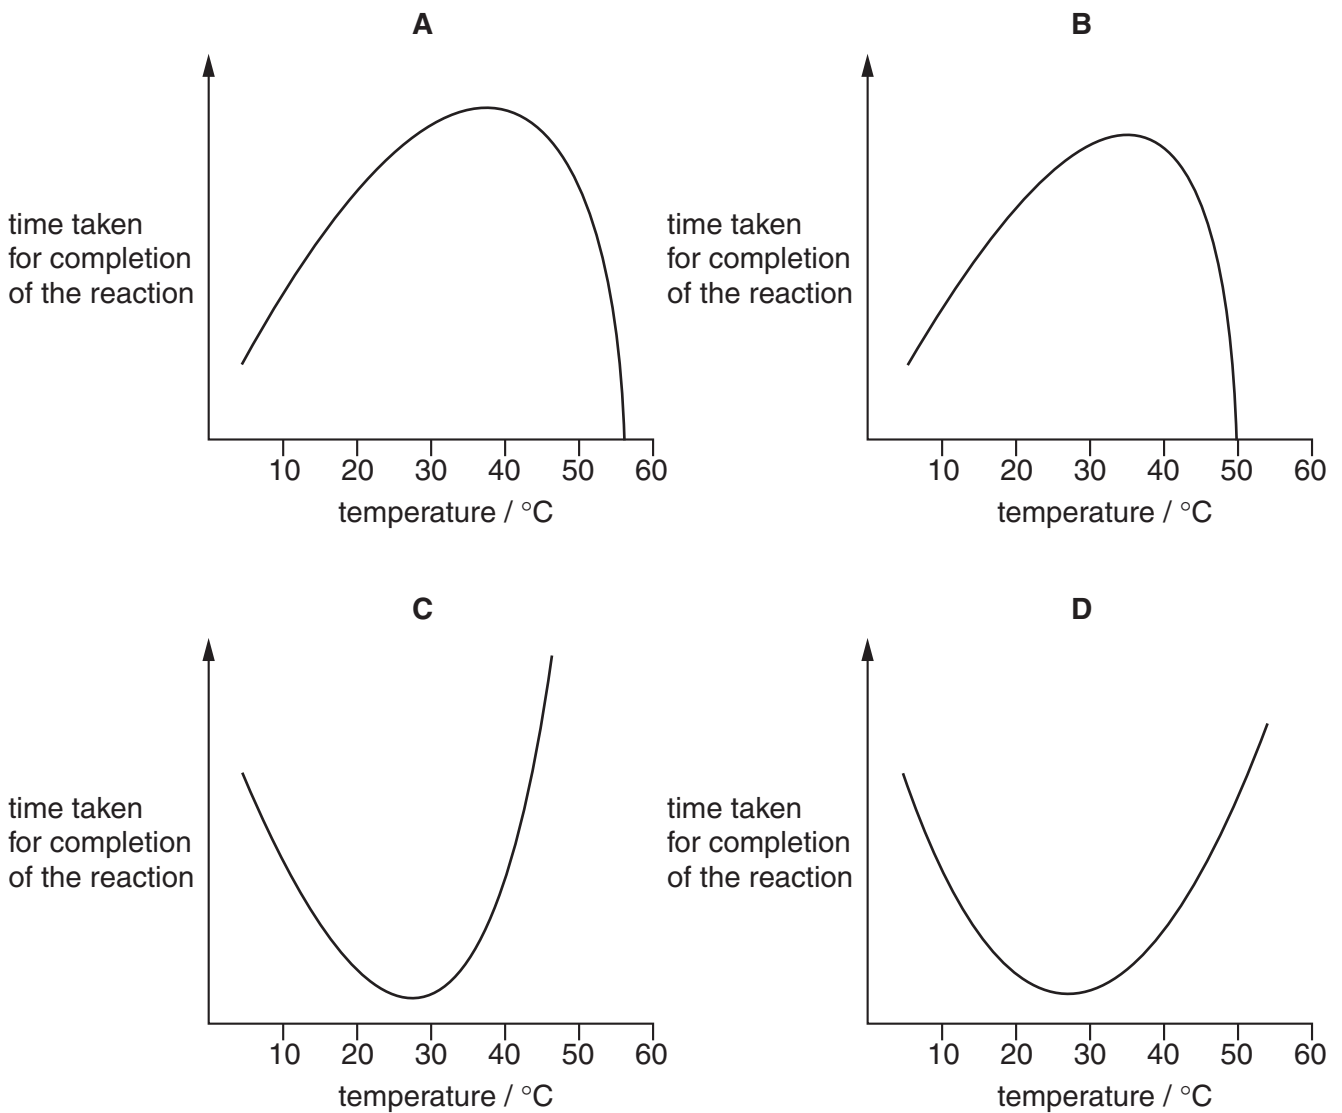 A
time taken
for completion
of the reaction
10 20 30 40 50 60
temperature / °C
B
time taken
for completion
of the reaction
10 20 30 40 50 60
temperature / °C
C
time taken
for completion
of the reaction
10 20 30 40 50 60
temperature / °C
D
time taken
for completion
of the reaction
10 20 30 40 50 60
temperature / °C